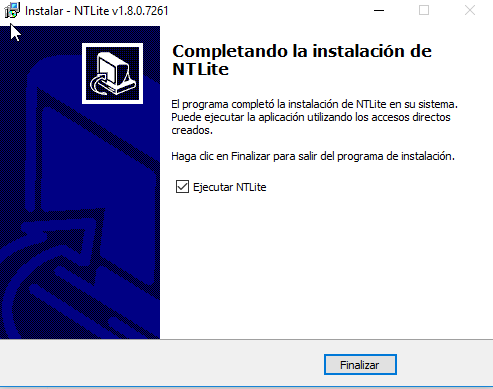 Instalar - NTLite v1.8.0.7261
Completando la instalación de
NTLite
El programa completó la instalación de NTLite en su sistema.
Puede ejecutar la aplicación utilizando los accesos directos
creados.
Haga clic en Finalizar para salir del programa de instalación.
Ejecutar NTLite
Finalizar